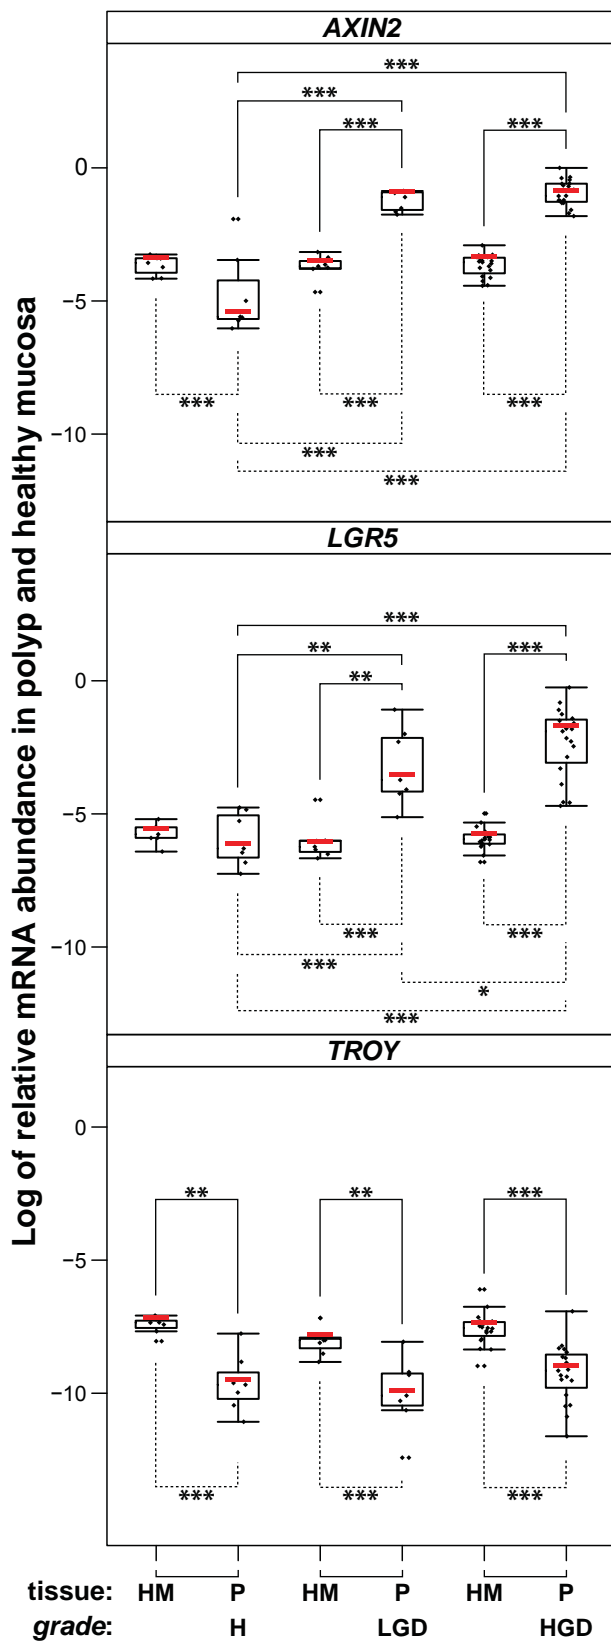 Log of relative mRNA abundance in polyp and healthy mucosa
AXIN2
***
***
*** ***
0
−5
*** *** ***
−10
***
***
LGR5
***
** ***
**
0
−5
*** ***
−10
***
*
***
TROY
0
** ** ***
−5
−10
*** *** ***
tissue: HM P HM P HM P
grade: H LGD HGD